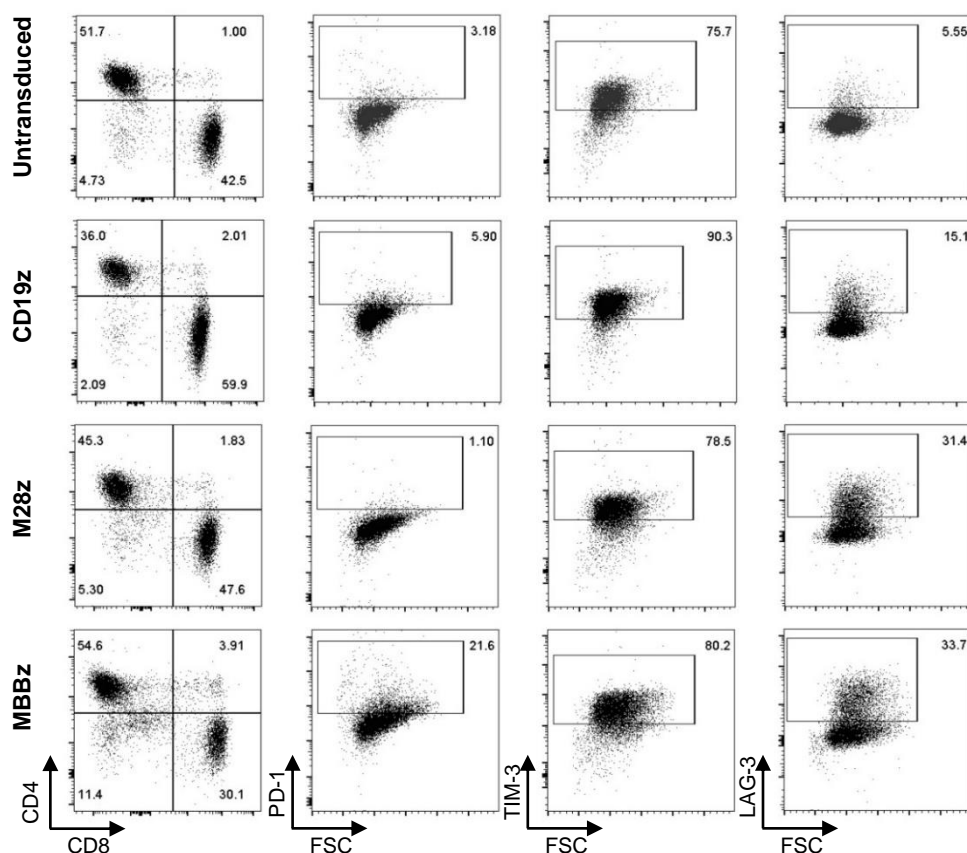 Untransduced
51.7 1.00
4.73 42.5
3.18
75.7
5.55
CD19z
36.0 2.01
2.09 59.9
5.90
90.3
15.1
M28z
45.3 1.83
5.30 47.6
1.10
78.5
31.4
MBBz
54.6 3.91
11.4 30.1
21.6
80.2
33.7
CD4
CD8
PD-1
FSC
TIM-3
FSC
LAG-3
FSC